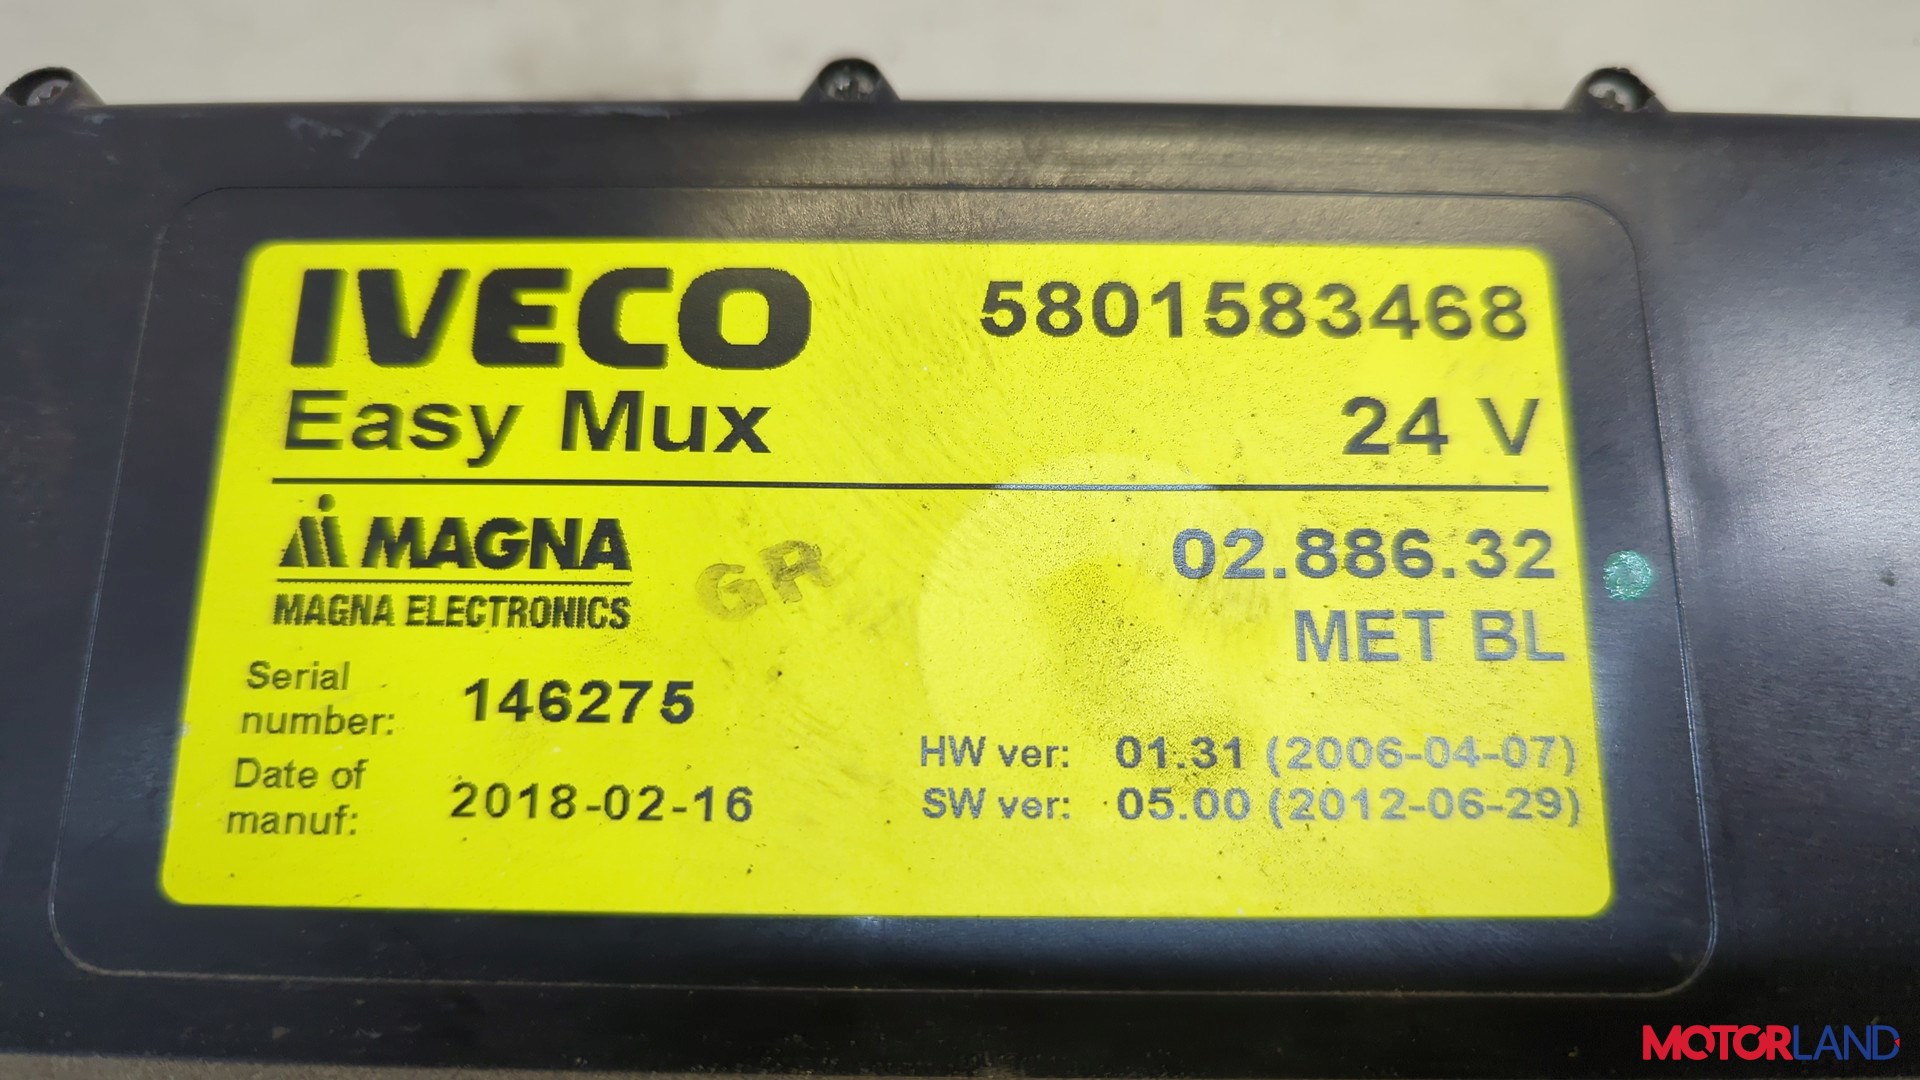 IVECO 5801583468
Easy Mux 24 V
MAGNA 02.886.32
MAGNA ELECTRONICS GR MET BL
Serial
number: 146275
Date of
manuf: 2018-02-16
HW ver: 01.31 (2006-04-07)
SW ver: 05.00 (2012-06-29)
MOTORLAND